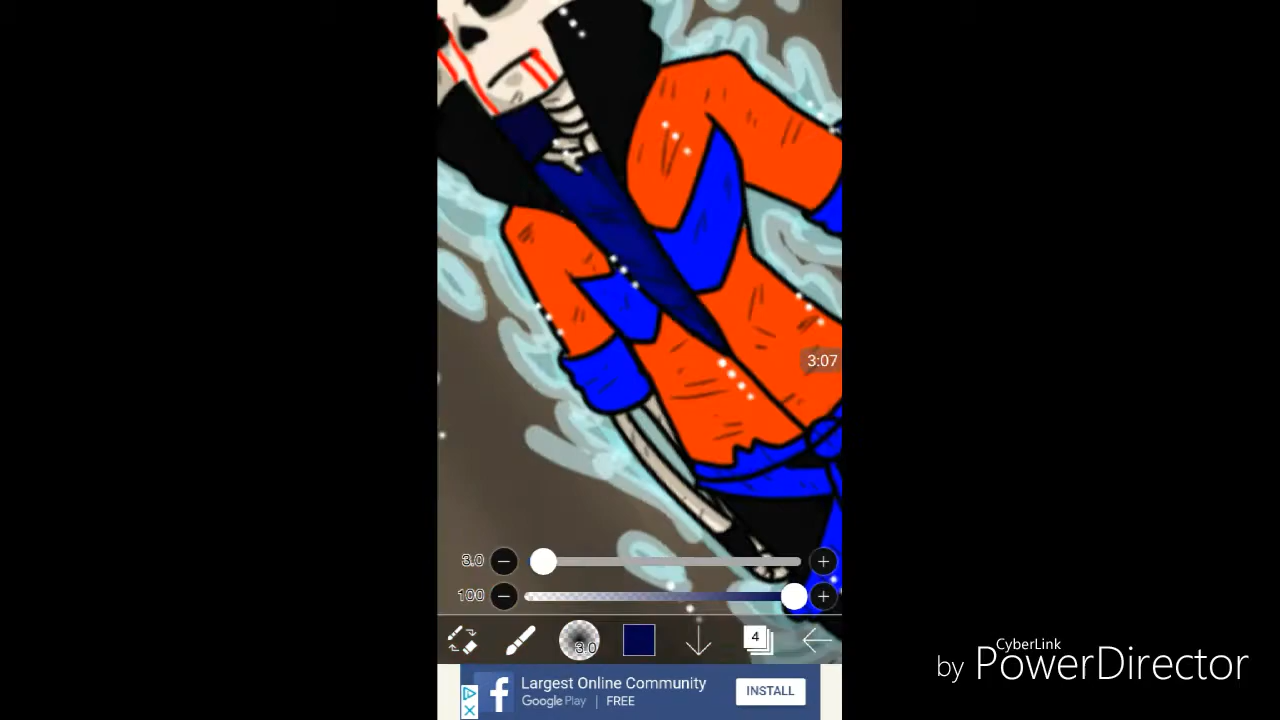 3:07
3.0
100
3.0
4
Largest Online Community
Google Play | FREE
INSTALL
CyberLink
by PowerDirector